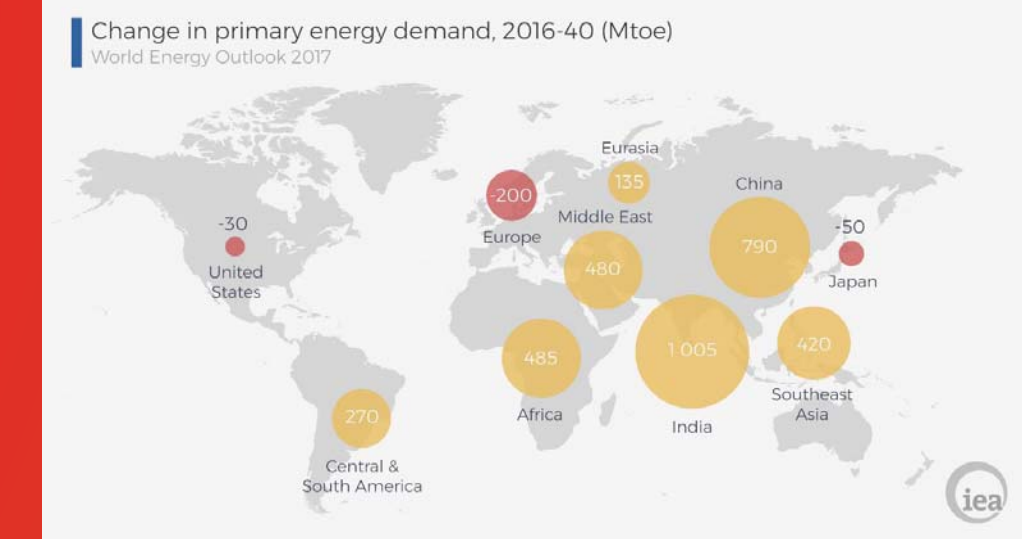 Change in primary energy demand, 2016-40 (Mtoe)
World Energy Outlook 2017
Eurasia
135
-200
Europe
China
790
Middle East
480
-30
United
States
-50
Japan
1 005
India
485
Africa
420
Southeast
Asia
270
Central &
South America
iea